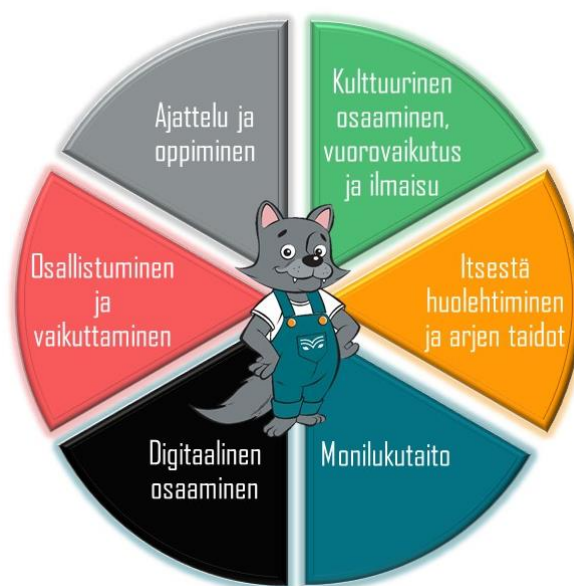 Ajattelu ja
oppiminen
Kulttuurinen
osaaminen,
vuorovaikutus
ja ilmaisu
Osallistuminen
ja
vaikuttaminen
Itsestä
huolehtiminen
ja arjen taidot
Digitaalinen
osaaminen
Monilukutaito